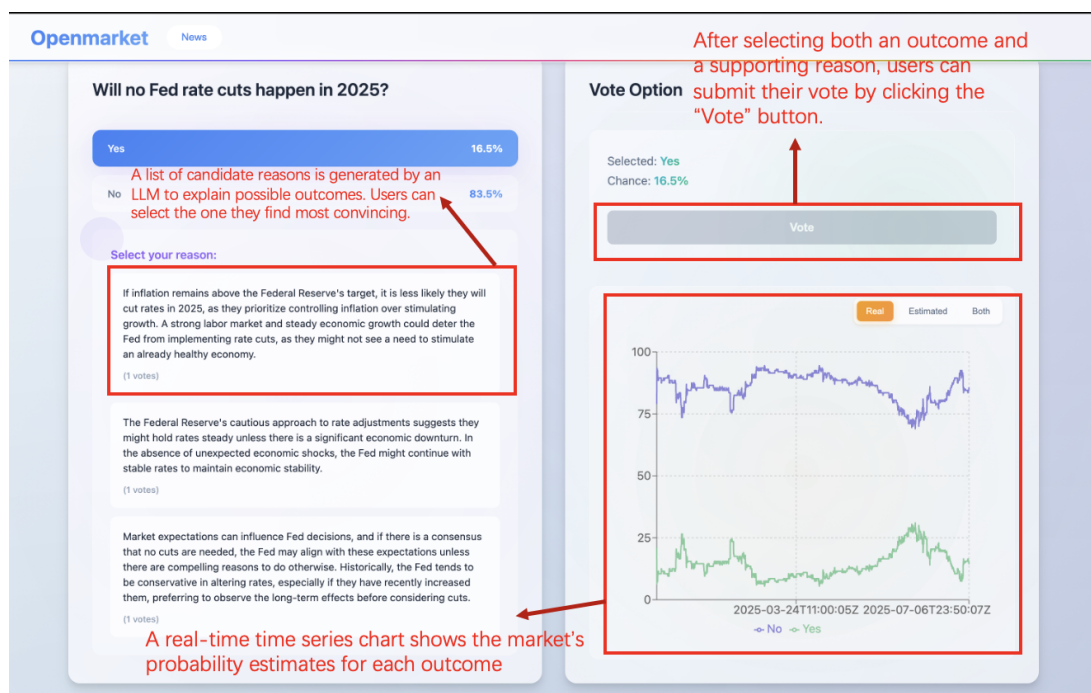 Openmarket
News
After selecting both an outcome and
a supporting reason, users can
submit their vote by clicking the
“Vote” button.
Will no Fed rate cuts happen in 2025?
Yes
16.5%
No
83.5%
A list of candidate reasons is generated by an
LLM to explain possible outcomes. Users can
select the one they find most convincing.
Select your reason:
If inflation remains above the Federal Reserve's target, it is less likely they will
cut rates in 2025, as they prioritize controlling inflation over stimulating
growth. A strong labor market and steady economic growth could deter the
Fed from implementing rate cuts, as they might not see a need to stimulate
an already healthy economy.
(1 votes)
The Federal Reserve's cautious approach to rate adjustments suggests they
might hold rates steady unless there is a significant economic downturn. In
the absence of unexpected economic shocks, the Fed might continue with
stable rates to maintain economic stability.
(1 votes)
Market expectations can influence Fed decisions, and if there is a consensus
that no cuts are needed, the Fed may align with these expectations unless
there are compelling reasons to do otherwise. Historically, the Fed tends to
be conservative in altering rates, especially if they have recently increased
them, preferring to observe the long-term effects before considering cuts.
(1 votes)
A real-time time series chart shows the market’s
probability estimates for each outcome
Vote Option
Selected: Yes
Chance: 16.5%
Vote
Real
Estimated
Both
100
75
50
25
0
2025-03-24T11:00:05Z 2025-07-06T23:50:07Z
No Yes